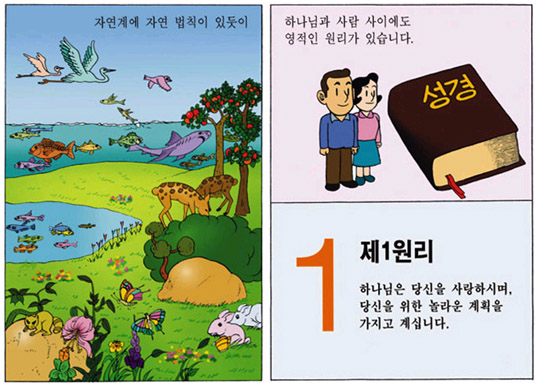 자연계에 자연 법칙이 있듯이
하나님과 사람 사이에도
영적인 원리가 있습니다.
성경
1
제1원리
하나님은 당신을 사랑하시며,
당신을 위한 놀라운 계획을
가지고 계십니다.